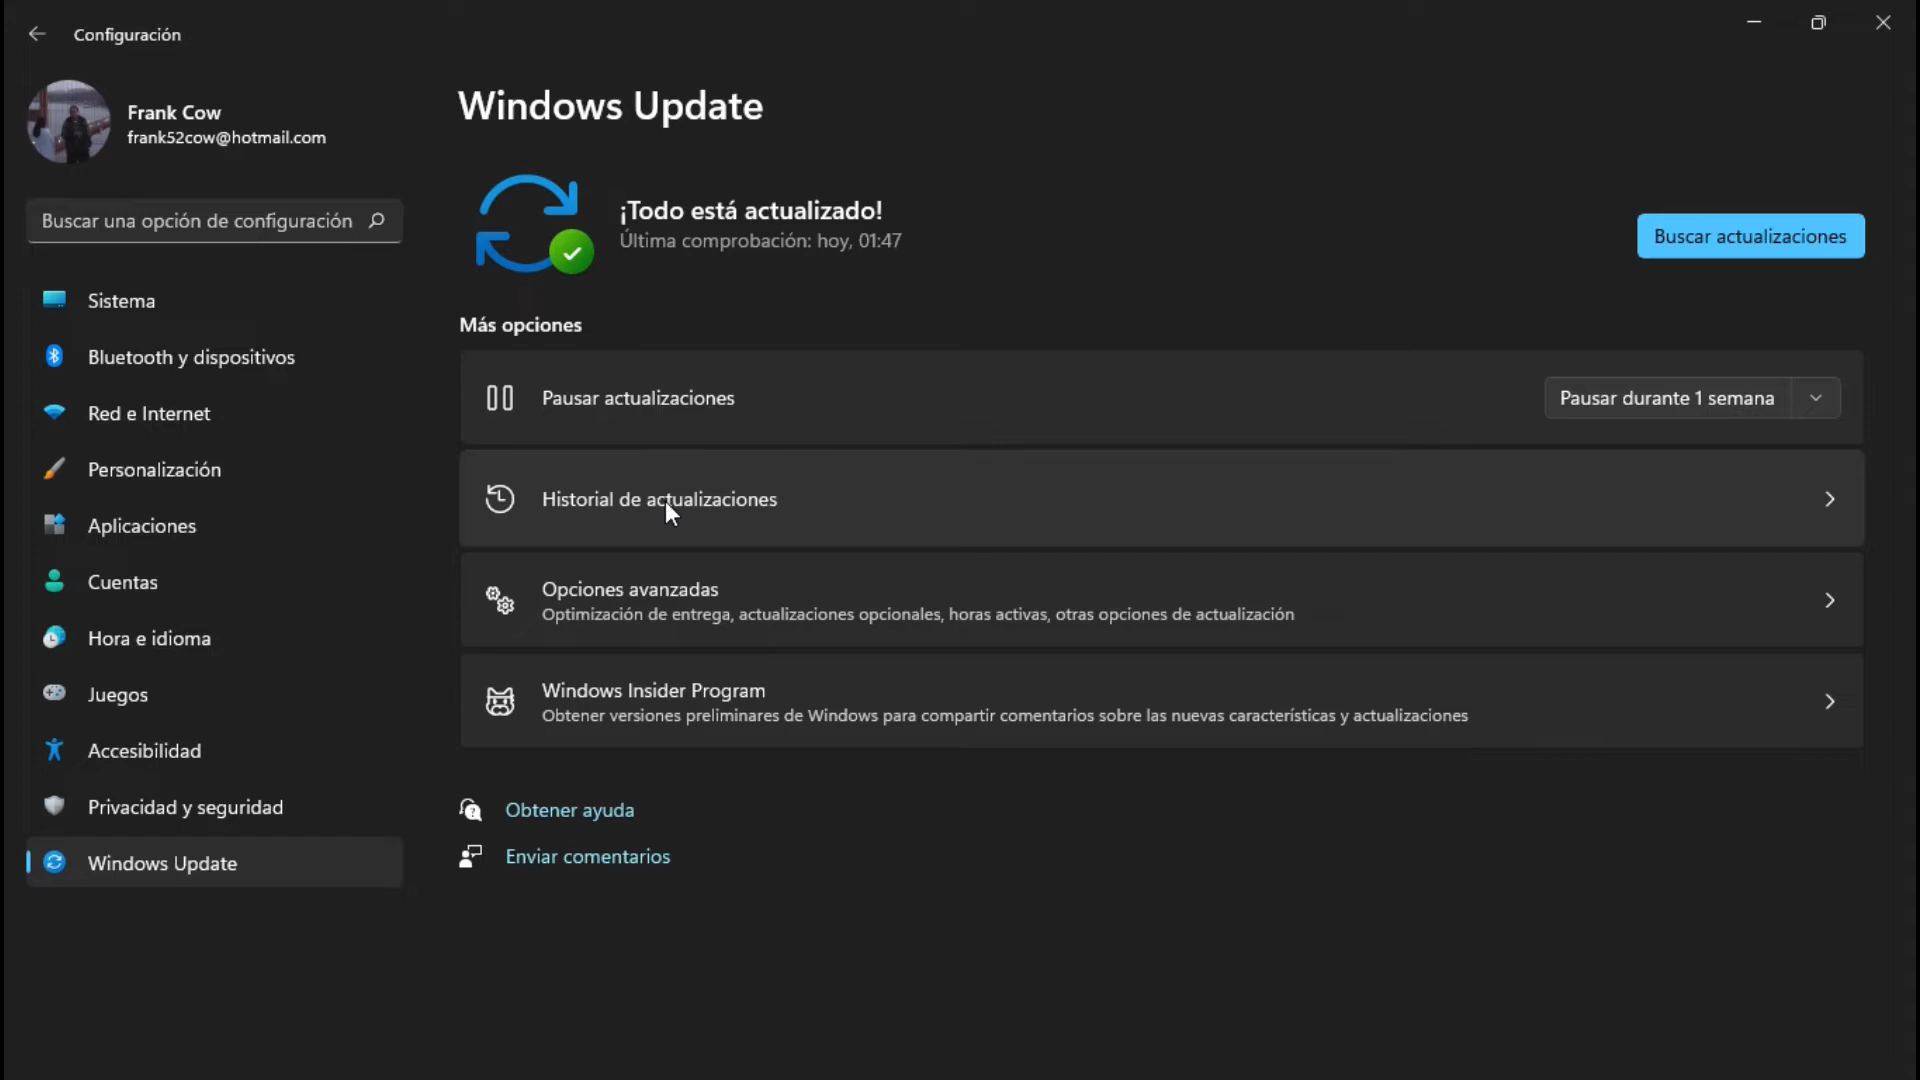 Configuración
Frank Cow
frank52cow@hotmail.com
Buscar una opción de configuración
Sistema
Bluetooth y dispositivos
Red e Internet
Personalización
Aplicaciones
Cuentas
Hora e idioma
Juegos
Accesibilidad
Privacidad y seguridad
Windows Update
Windows Update
¡Todo está actualizado!
Última comprobación: hoy, 01:47
Buscar actualizaciones
Más opciones
Pausar actualizaciones
Pausar durante 1 semana
Historial de actualizaciones
Opciones avanzadas
Optimización de entrega, actualizaciones opcionales, horas activas, otras opciones de actualización
Windows Insider Program
Obtener versiones preliminares de Windows para compartir comentarios sobre las nuevas características y actualizaciones
Obtener ayuda
Enviar comentarios